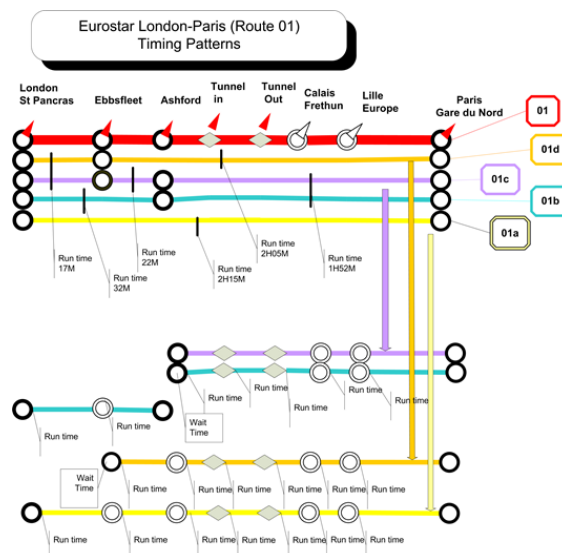 Eurostar London-Paris (Route 01)
Timing Patterns
London
St Pancras
Ebbsfleet
Ashford
Tunnel
in
Tunnel
Out
Calais
Frethun
Lille
Europe
Paris
Gare du Nord
01
01d
01c
01b
01a
Run time
17M
Run time
32M
Run time
22M
Run time
2H15M
Run time
2H05M
Run time
1H52M
Run time
Run time
Run time
Run time
Run time
Wait
Time
Run time
Run time
Wait
Time
Run time
Run time
Run time
Run time
Run time
Run time
Run time
Run time
Run time
Run time
Run time
Run time
Run time